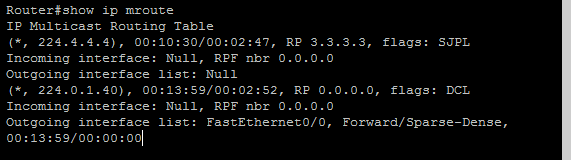 Router#show ip mroute
IP Multicast Routing Table
(*, 224.4.4.4), 00:10:30/00:02:47, RP 3.3.3.3, flags: SJPL
Incoming interface: Null, RPF nbr 0.0.0.0
Outgoing interface list: Null
(*, 224.0.1.40), 00:13:59/00:02:52, RP 0.0.0.0, flags: DCL
Incoming interface: Null, RPF nbr 0.0.0.0
Outgoing interface list: FastEthernet0/0, Forward/Sparse-Dense,
00:13:59/00:00:00